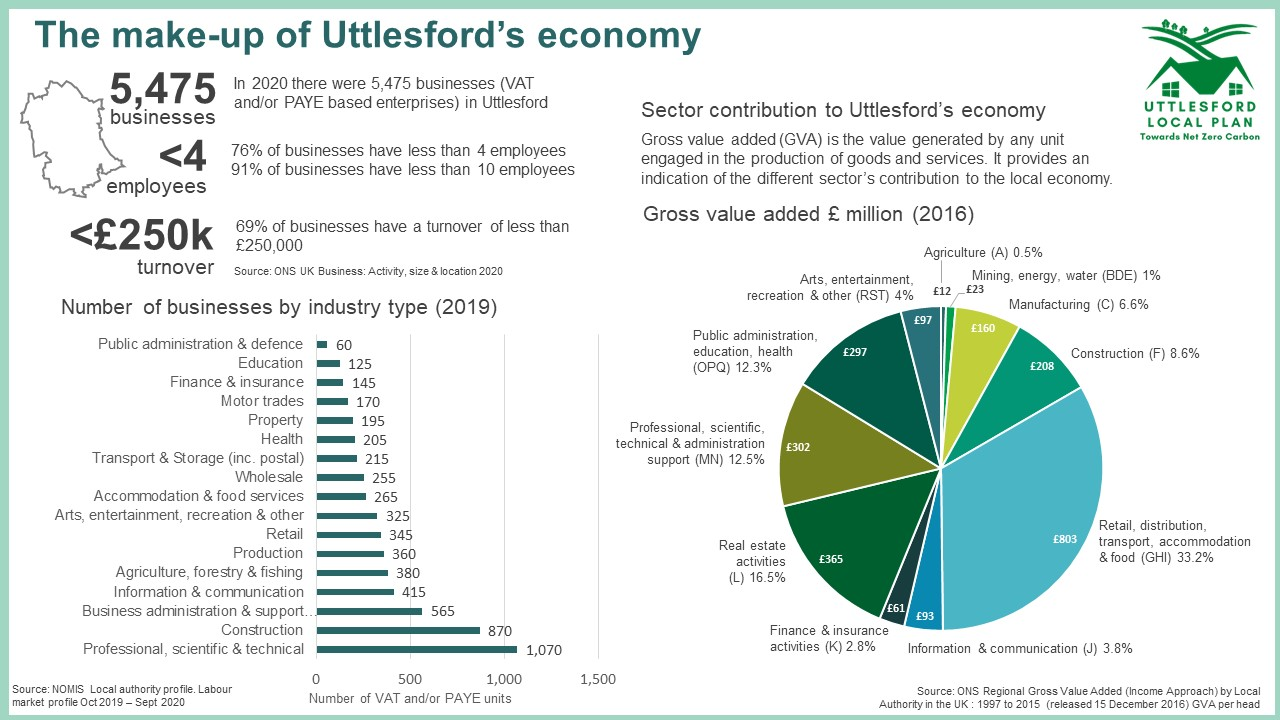 The make-up of Uttlesford's economy
5,475
businesses
In 2020 there were 5,475 businesses (VAT
and/or PAYE based enterprises) in Uttlesford
<4
employees
76% of businesses have less than 4 employees
91% of businesses have less than 10 employees
<£250k
turnover
69% of businesses have a turnover of less than
£250,000
Source: ONS UK Business: Activity, size & location 2020
Number of businesses by industry type (2019)
Public administration & defence 60
Education 125
Finance & insurance 145
Motor trades 170
Property 195
Health 205
Transport & Storage (inc. postal) 215
Wholesale 255
Accommodation & food services 265
Arts, entertainment, recreation & other 325
Retail 345
Production 360
Agriculture, forestry & fishing 380
Information & communication 415
Business administration & support… 565
Construction 870
Professional, scientific & technical 1,070
0 500 1,000 1,500
Number of VAT and/or PAYE units
Source: NOMIS Local authority profile. Labour
market profile Oct 2019 – Sept 2020
UTTLESFORD
LOCAL PLAN
Towards Net Zero Carbon
Sector contribution to Uttlesford's economy
Gross value added (GVA) is the value generated by any unit
engaged in the production of goods and services. It provides an
indication of the different sector's contribution to the local economy.
Gross value added £ million (2016)
Agriculture (A) 0.5%
£12
Mining, energy, water (BDE) 1%
£23
Manufacturing (C) 6.6%
£160
Construction (F) 8.6%
£208
Retail, distribution,
transport, accommodation
& food (GHI) 33.2%
£803
Information & communication (J) 3.8%
£93
Finance & insurance
activities (K) 2.8%
£61
Real estate
activities
(L) 16.5%
£365
Professional, scientific,
technical & administration
support (MN) 12.5%
£302
Public administration,
education, health
(OPQ) 12.3%
£297
Arts, entertainment,
recreation & other (RST) 4%
£97
Source: ONS Regional Gross Value Added (Income Approach) by Local
Authority in the UK : 1997 to 2015 (released 15 December 2016) GVA per head